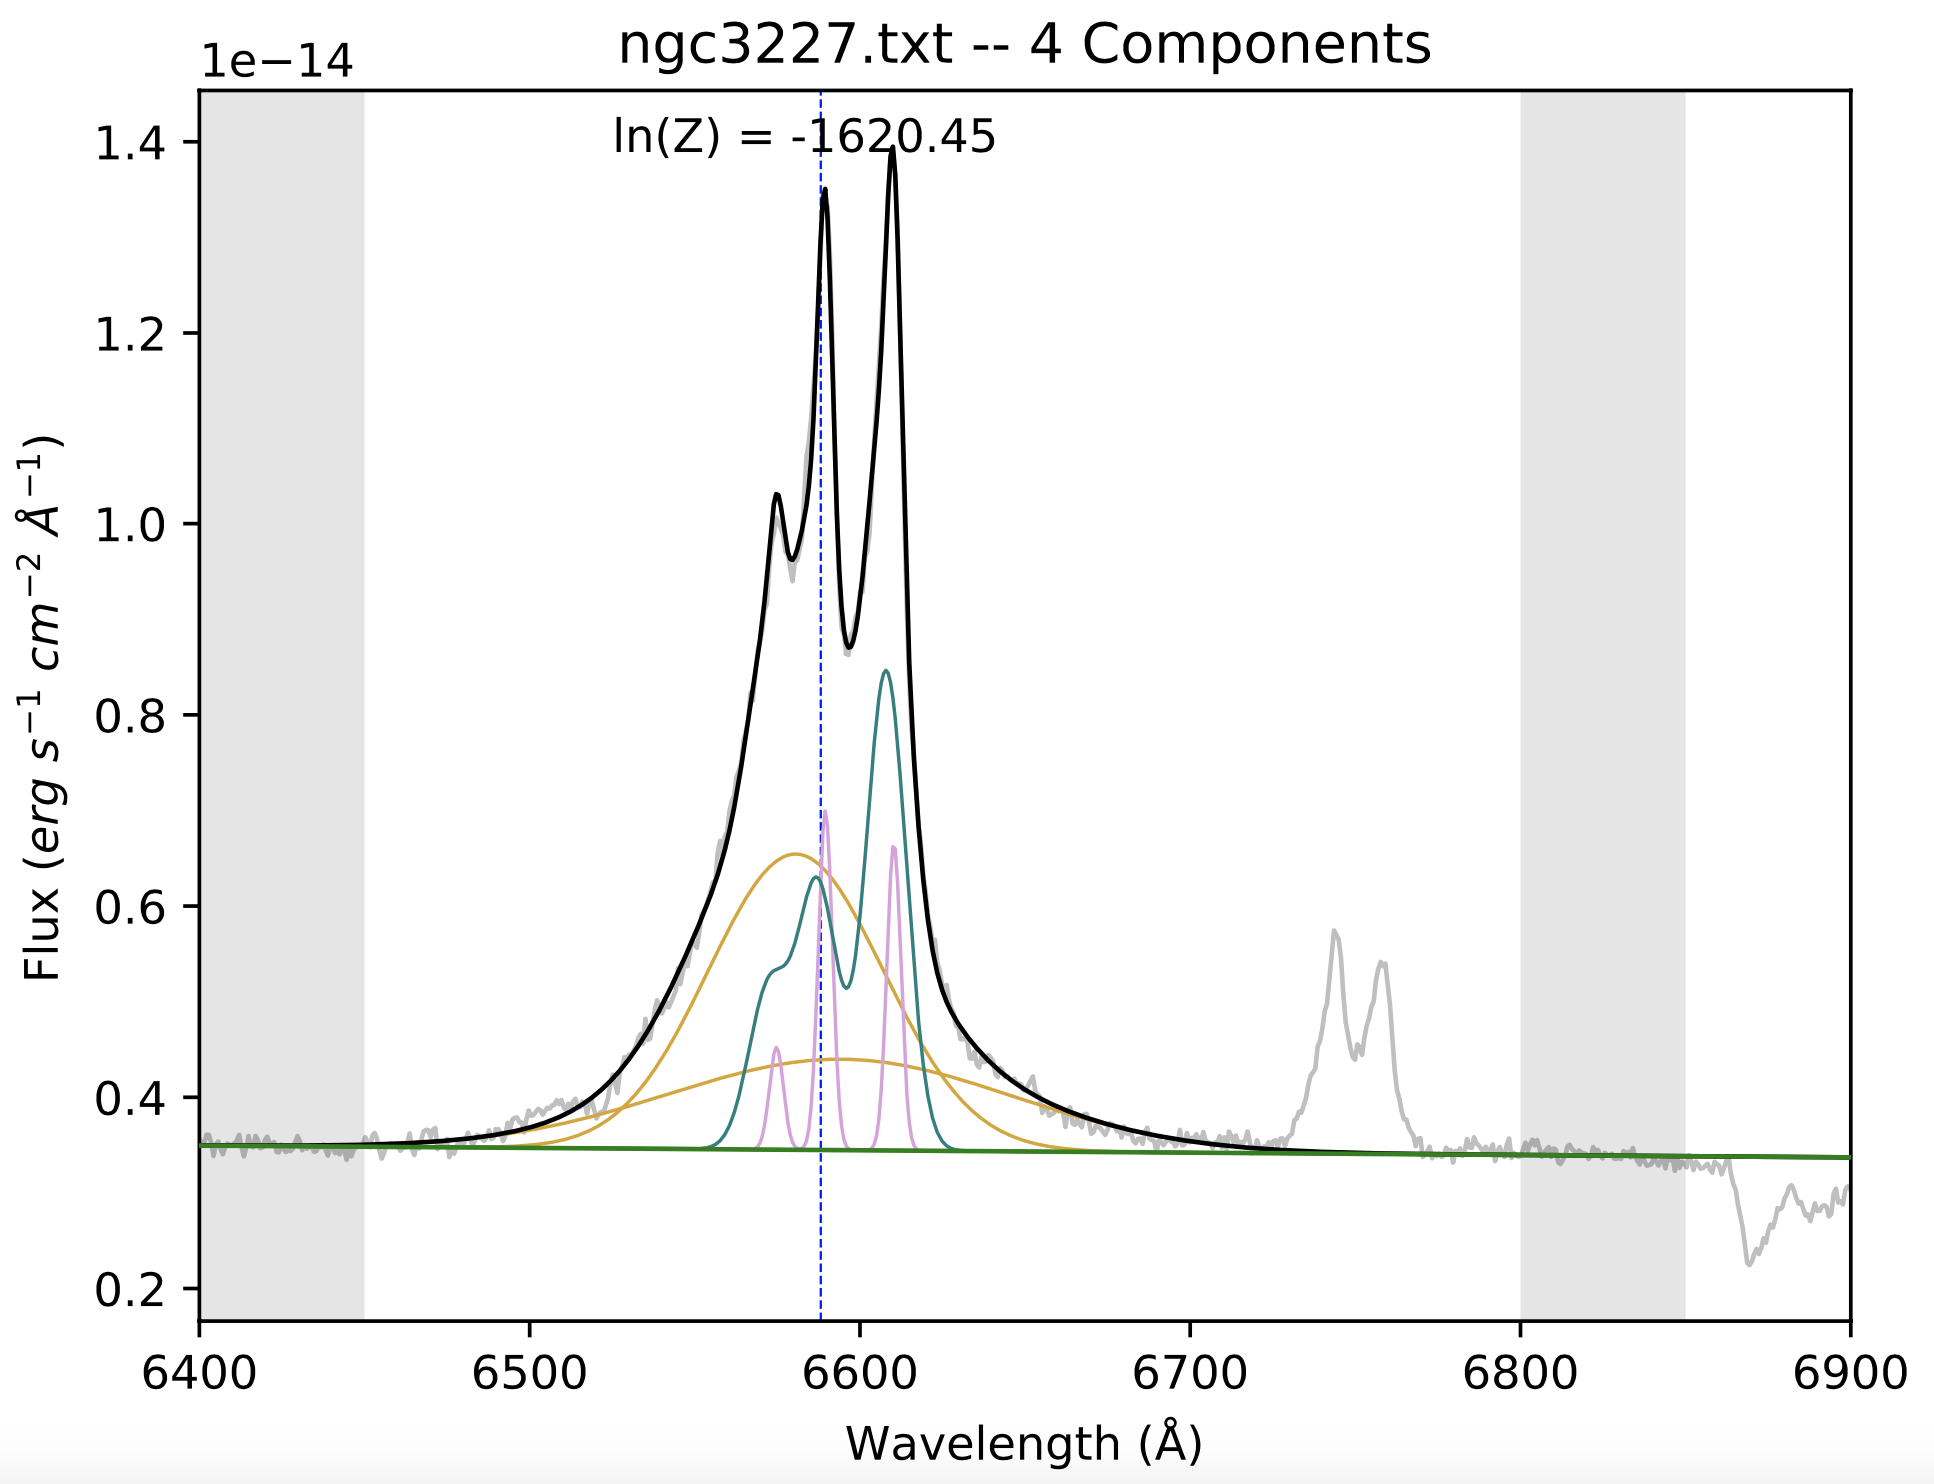 ngc3227.txt -- 4 Components
1e−14
ln(Z) = -1620.45
1.4
1.2
1.0
0.8
0.6
0.4
0.2
Flux (erg s⁻¹ cm⁻² Å⁻¹)
6400 6500 6600 6700 6800 6900
Wavelength (Å)